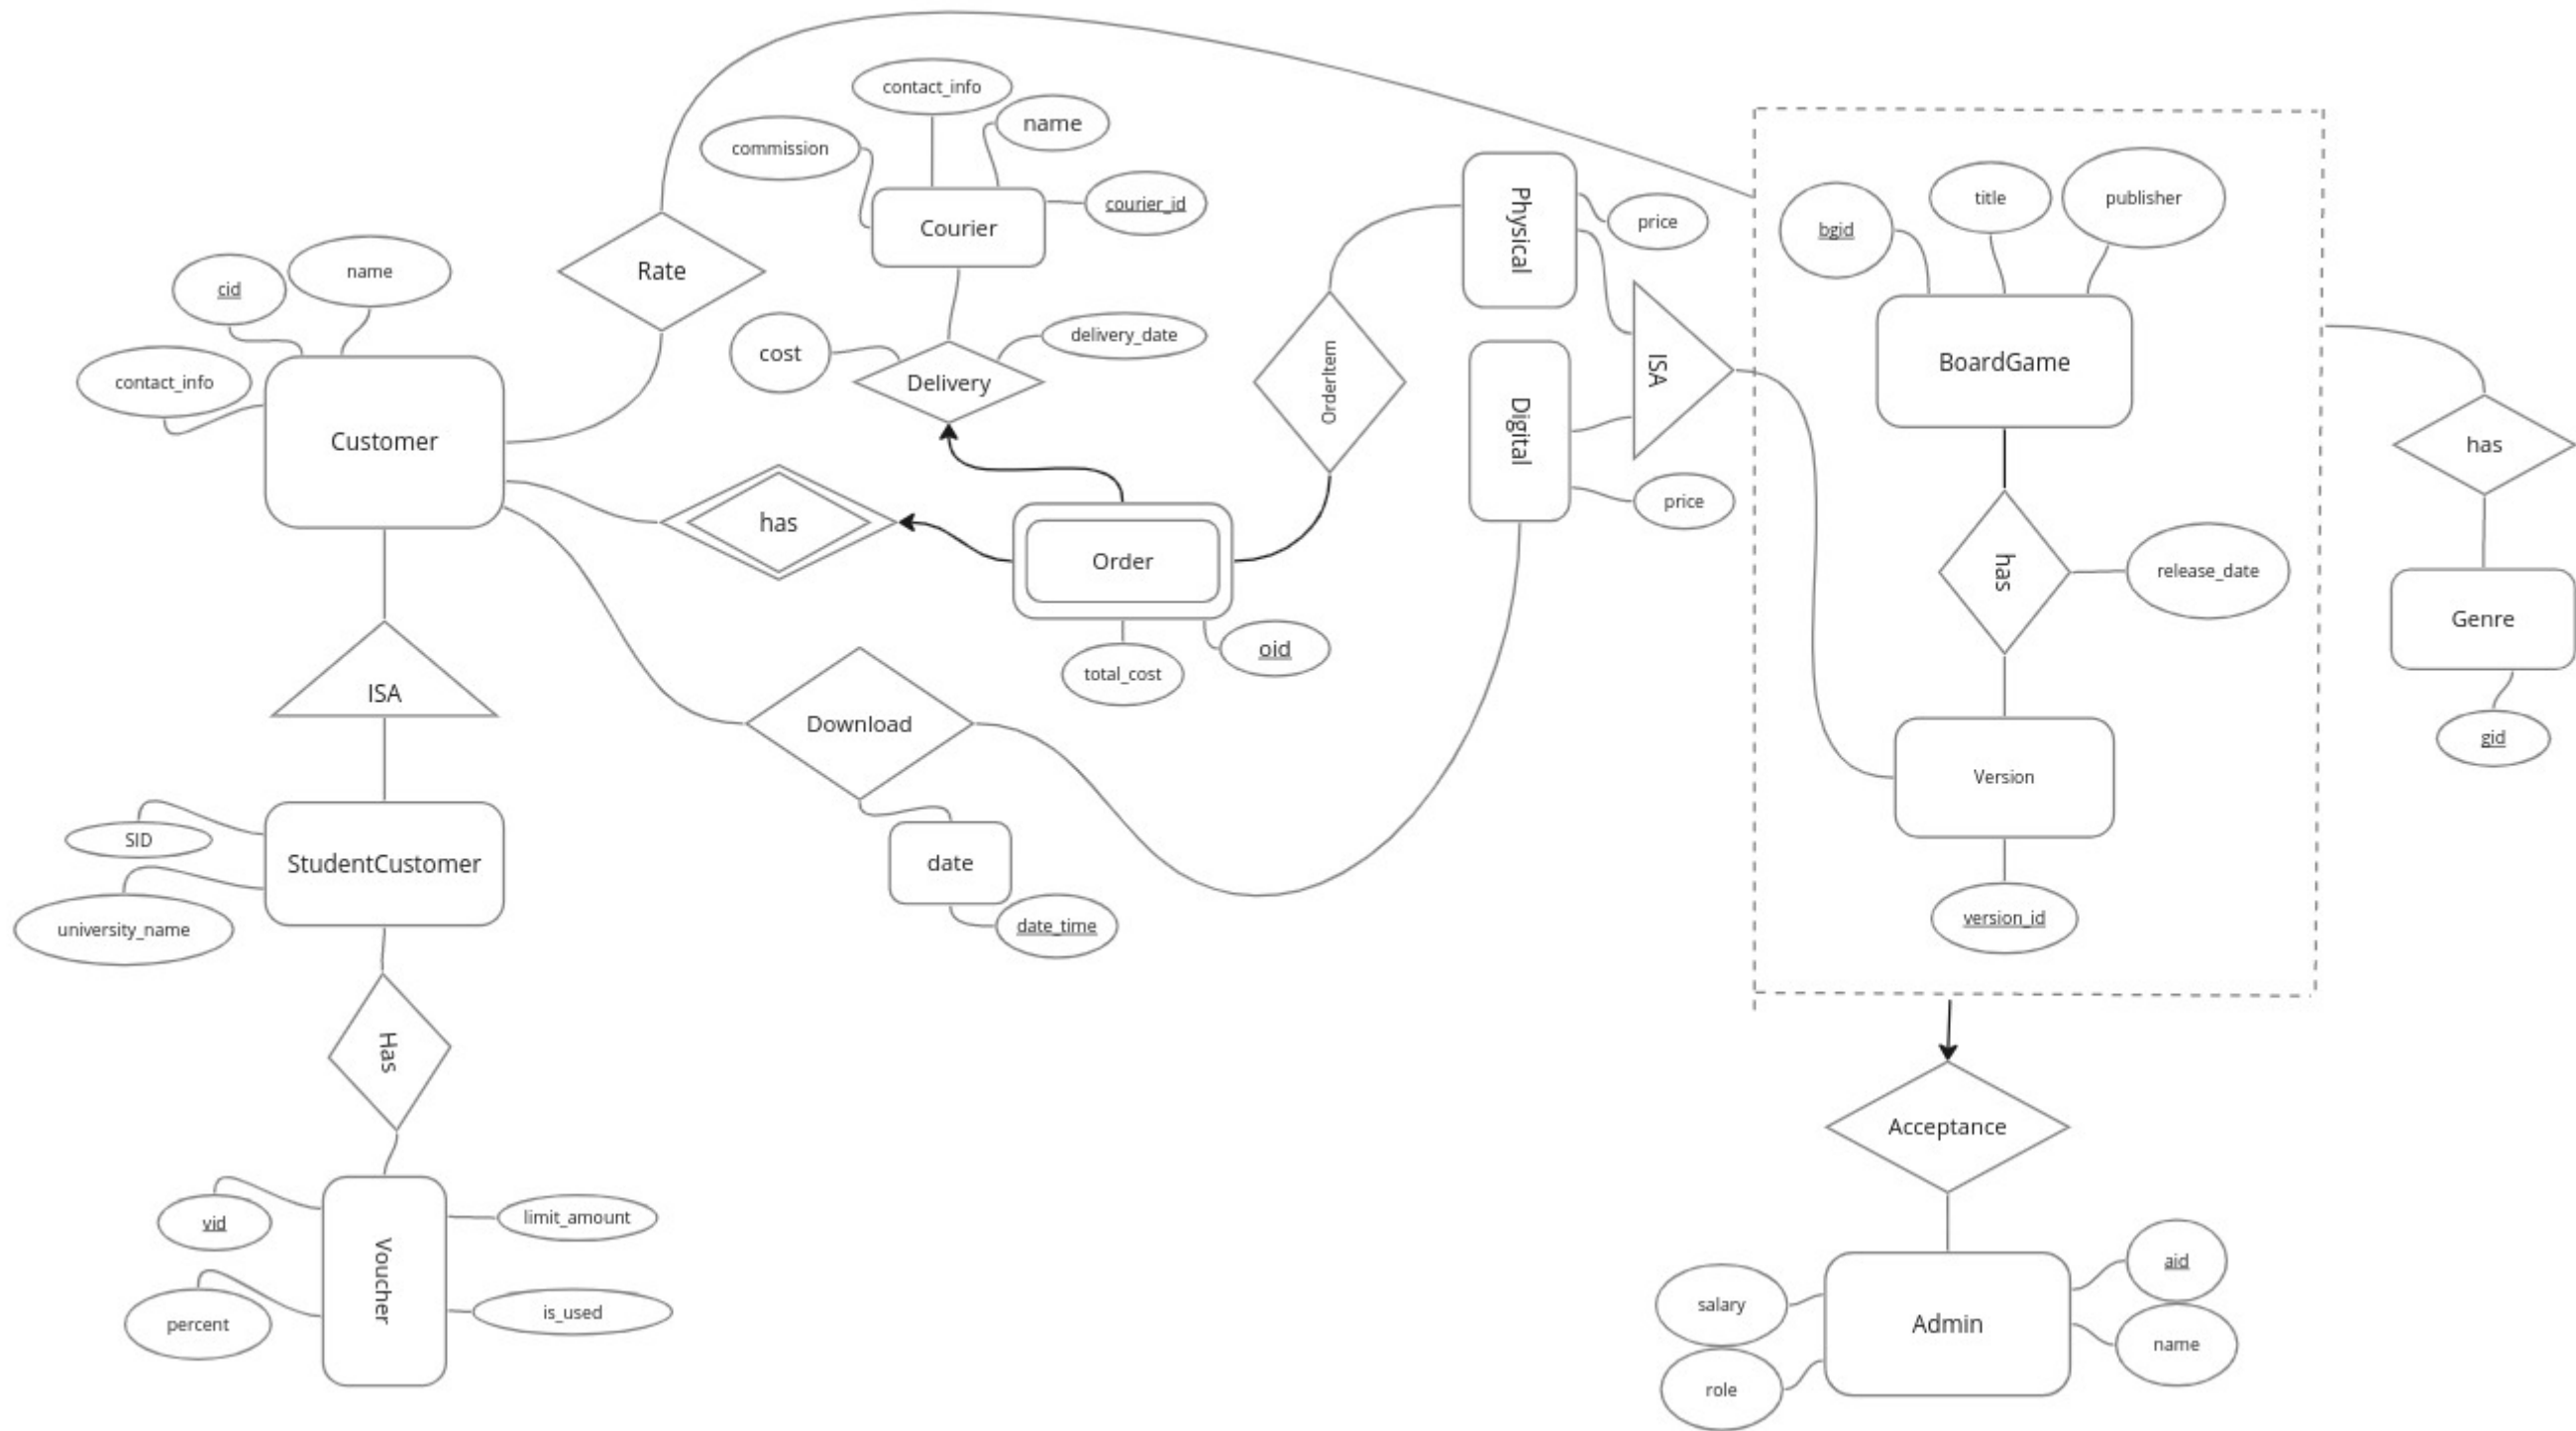 contact_info
name
commission
courier_id
Courier
Rate
cid
name
contact_info
Customer
cost
delivery_date
Delivery
OrderItem
Physical
price
Digital
ISA
price
bgid
title
publisher
BoardGame
has
release_date
has
Genre
gid
Version
version_id
has
Order
total_cost
oid
ISA
Download
date
date_time
SID
StudentCustomer
university_name
Has
vid
limit_amount
Voucher
percent
is_used
Acceptance
salary
aid
Admin
name
role